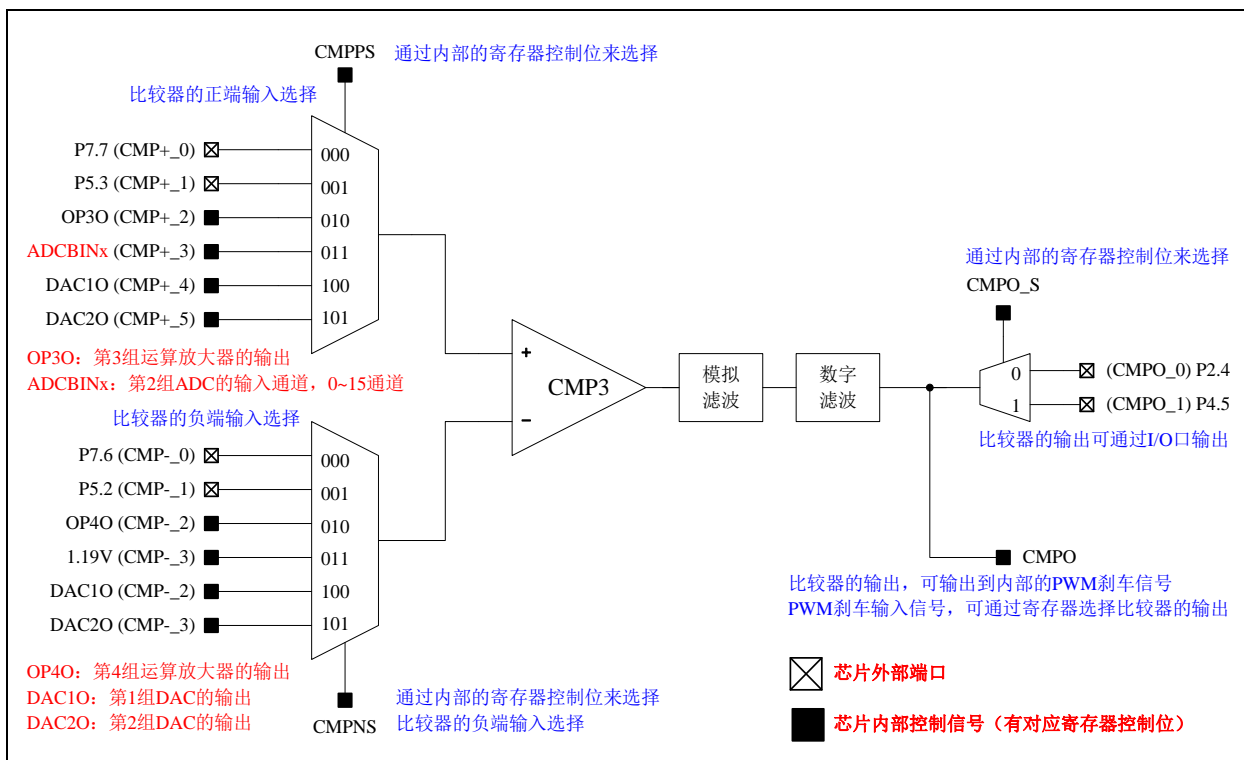 CMPPS
通过内部的寄存器控制位来选择
比较器的正端输入选择
P7.7 (CMP+_0)
000
P5.3 (CMP+_1)
001
OP3O (CMP+_2)
010
ADCBINx (CMP+_3)
011
DAC1O (CMP+_4)
100
DAC2O (CMP+_5)
101
OP3O：第3组运算放大器的输出
ADCBINx：第2组ADC的输入通道，0~15通道
比较器的负端输入选择
P7.6 (CMP-_0)
000
P5.2 (CMP-_1)
001
OP4O (CMP-_2)
010
1.19V (CMP-_3)
011
DAC1O (CMP-_2)
100
DAC2O (CMP-_3)
101
OP4O：第4组运算放大器的输出
DAC1O：第1组DAC的输出
DAC2O：第2组DAC的输出
CMPNS
通过内部的寄存器控制位来选择
比较器的负端输入选择
+
CMP3
−
模拟
滤波
数字
滤波
通过内部的寄存器控制位来选择
CMPO_S
0
(CMPO_0) P2.4
1
(CMPO_1) P4.5
比较器的输出可通过I/O口输出
CMPO
比较器的输出，可输出到内部的PWM刹车信号
PWM刹车输入信号，可通过寄存器选择比较器的输出
芯片外部端口
芯片内部控制信号（有对应寄存器控制位）